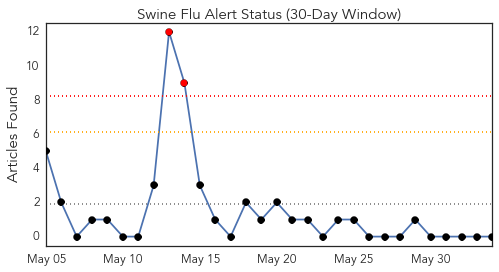 Swine Flu Alert Status (30-Day Window)
Articles Found
12
10
8
6
4
2
0
May 05 May 10 May 15 May 20 May 25 May 30